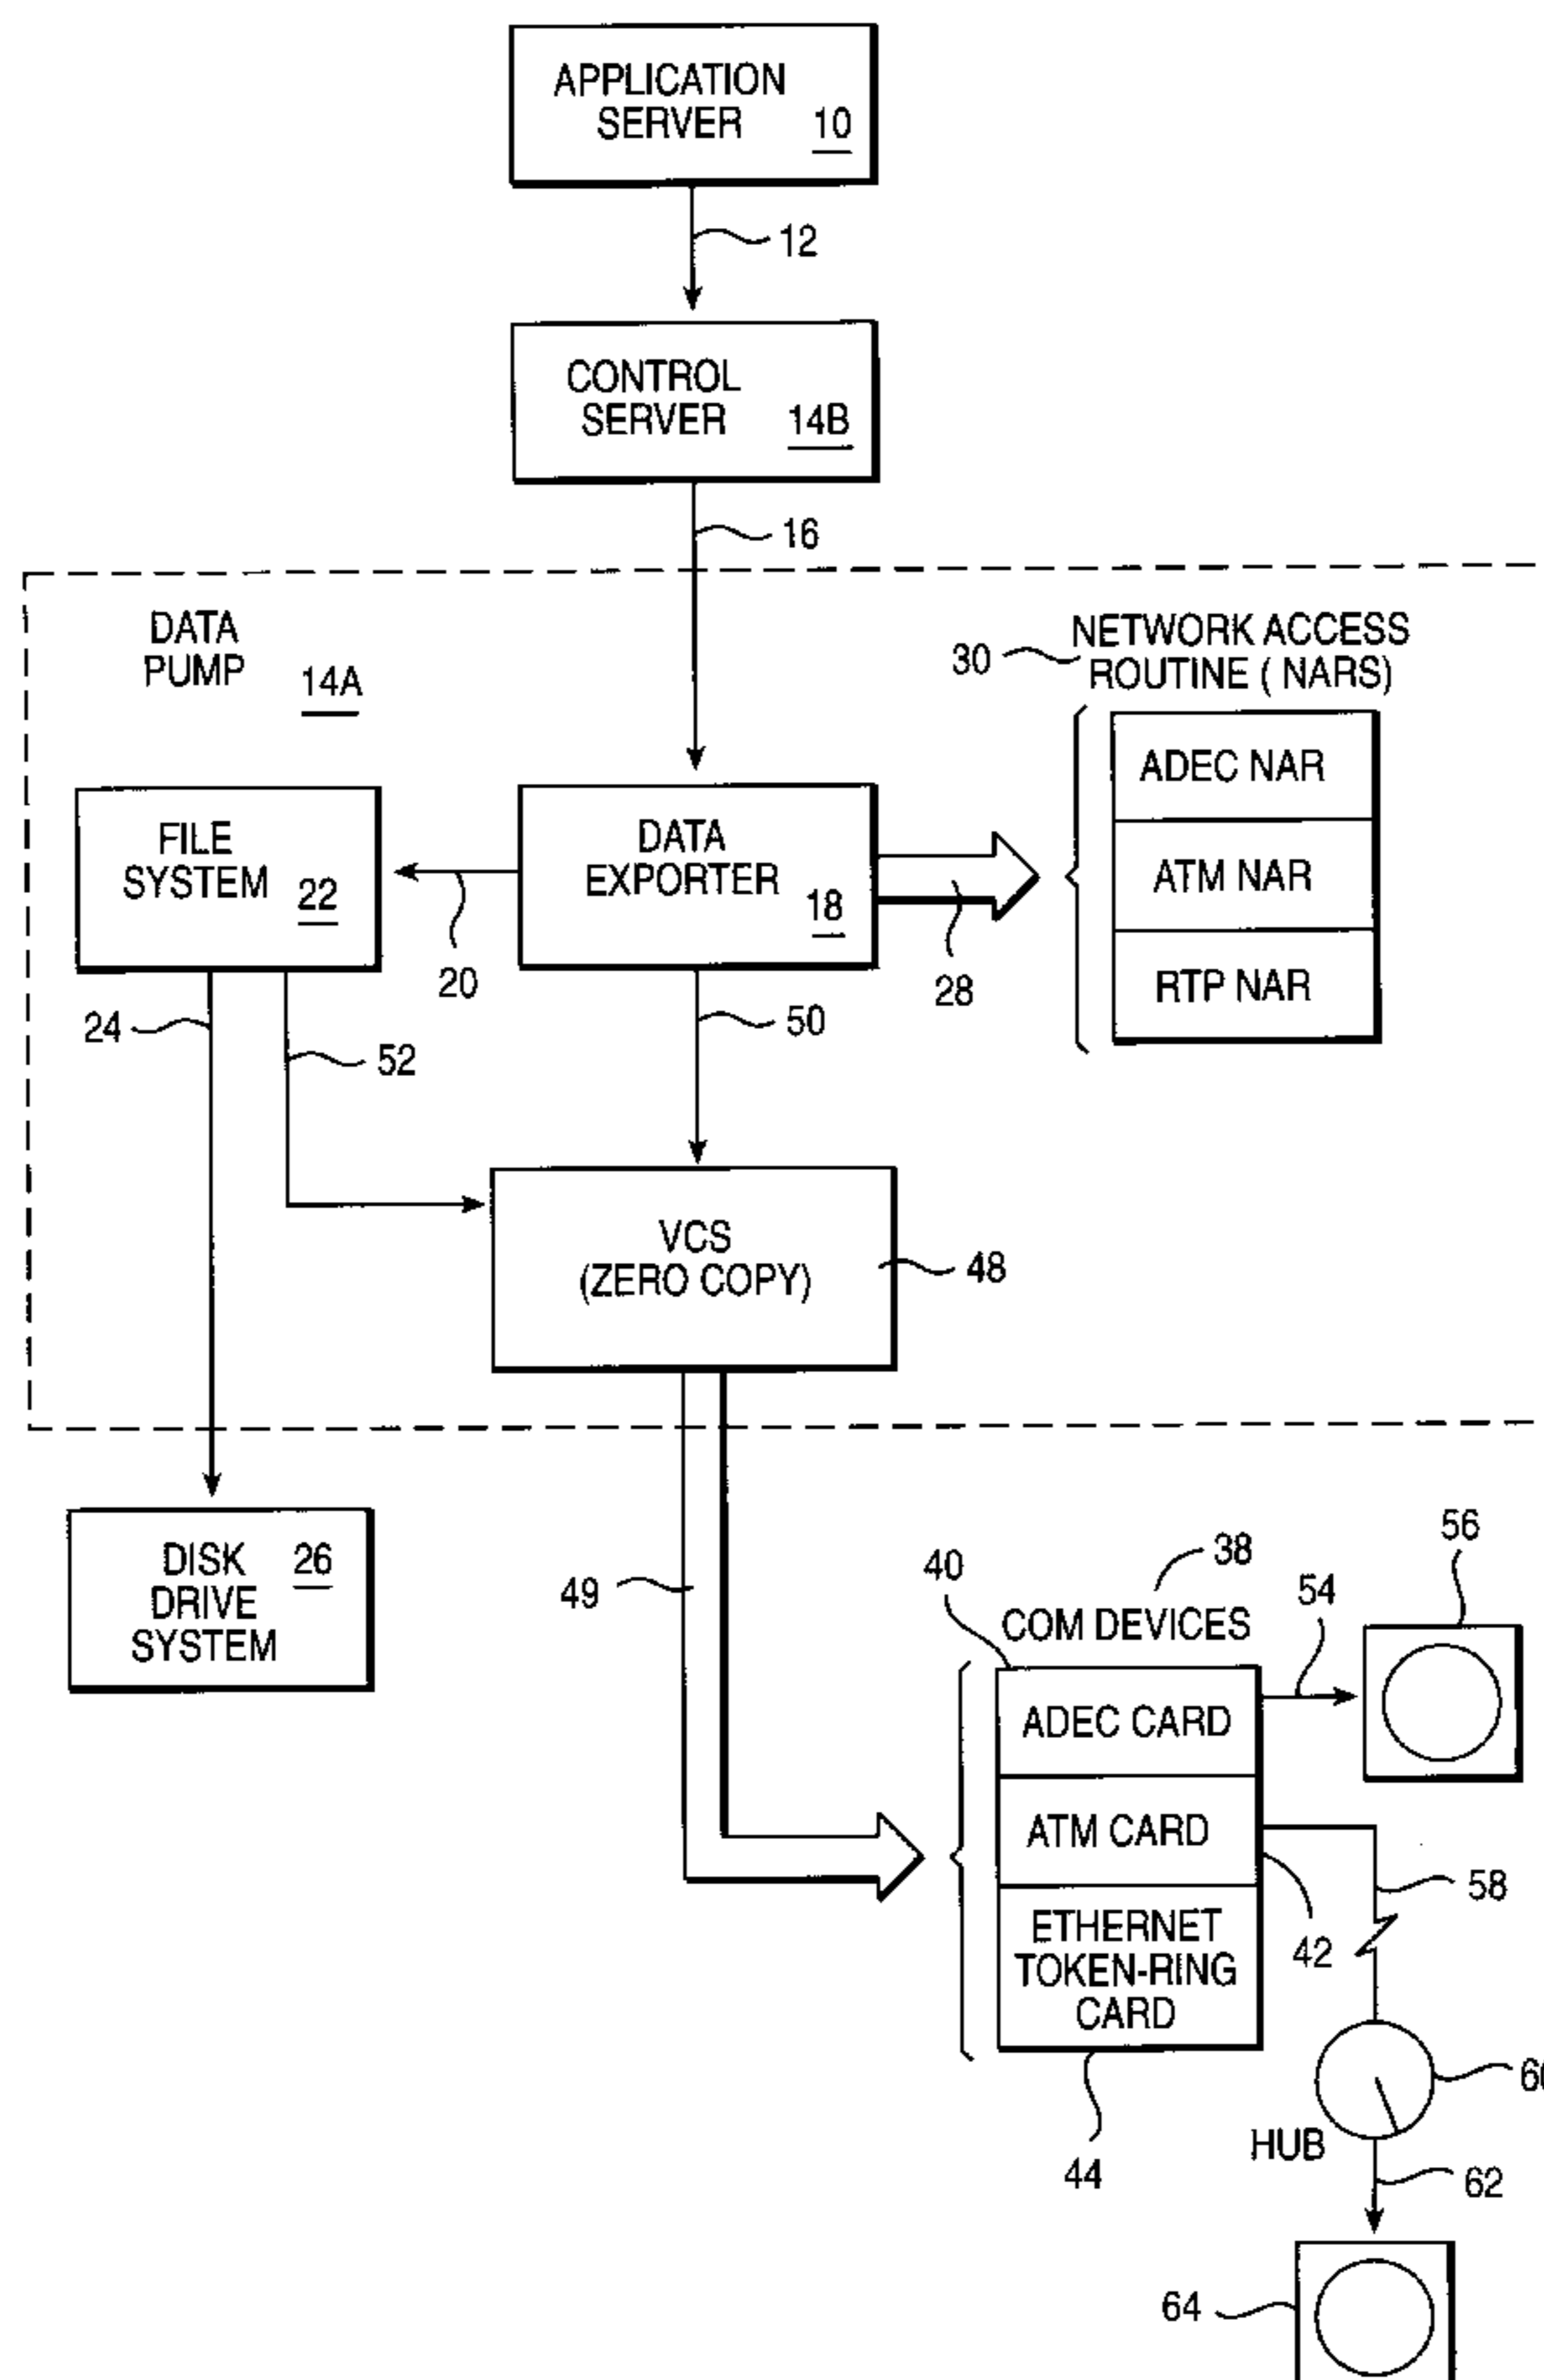 APPLICATION
SERVER 10
12
CONTROL
SERVER 14B
16
DATA
PUMP 14A
30 NETWORK ACCESS
ROUTINE ( NARS)
ADEC NAR
ATM NAR
RTP NAR
FILE
SYSTEM 22
DATA
EXPORTER 18
20
28
24
50
52
VCS
(ZERO COPY)
48
DISK 26
DRIVE
SYSTEM
49
40
38
COM DEVICES
54
56
ADEC CARD
ATM CARD
58
42
ETHERNET
TOKEN-RING
CARD
44
HUB
62
64